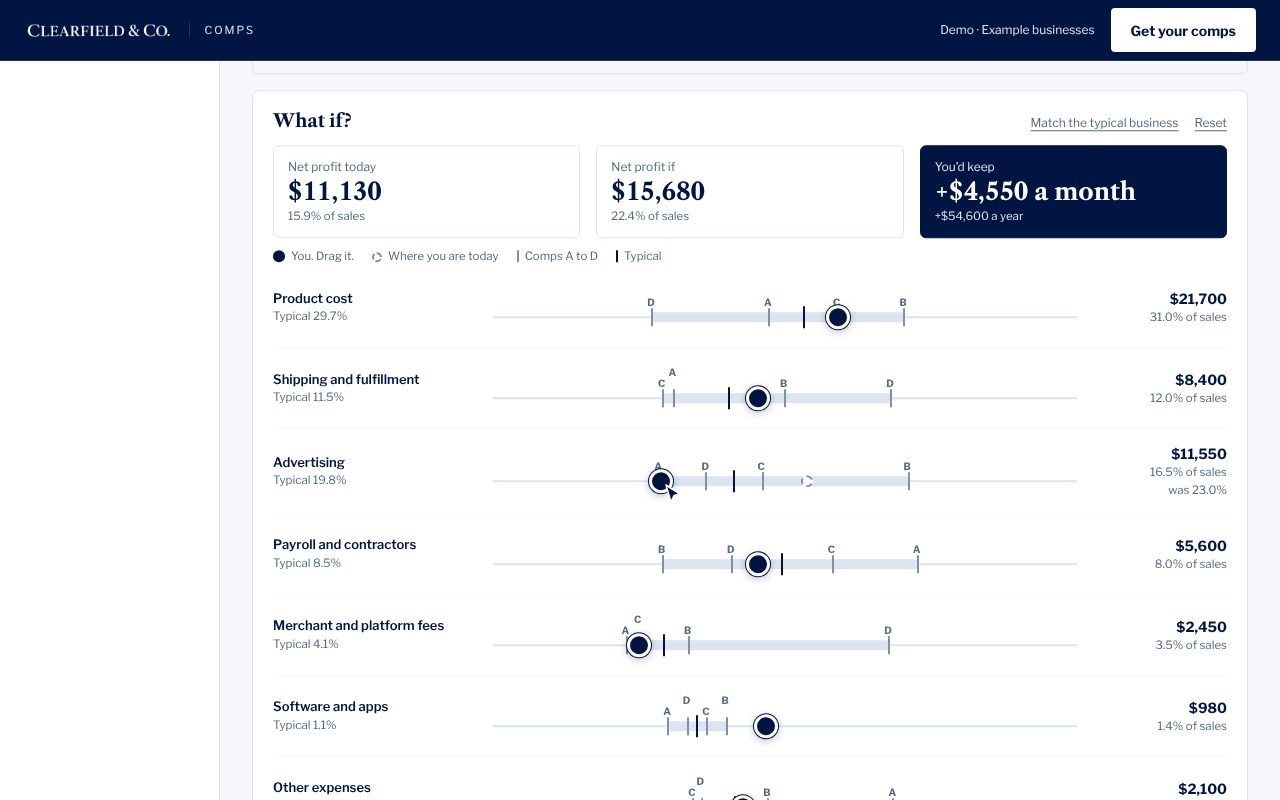 CLEARFIELD & CO. COMPS Demo · Example businesses Get your comps
What if? Match the typical business Reset
Net profit today
$11,130
15.9% of sales
Net profit if
$15,680
22.4% of sales
You'd keep
+$4,550 a month
+$54,600 a year
You. Drag it. Where you are today Comps A to D Typical
Product cost
Typical 29.7%
D A C B
$21,700
31.0% of sales
Shipping and fulfillment
Typical 11.5%
C A B D
$8,400
12.0% of sales
Advertising
Typical 19.8%
A D C B
$11,550
16.5% of sales
was 23.0%
Payroll and contractors
Typical 8.5%
B D C A
$5,600
8.0% of sales
Merchant and platform fees
Typical 4.1%
A C B D
$2,450
3.5% of sales
Software and apps
Typical 1.1%
A D C B
$980
1.4% of sales
Other expenses
C D B A
$2,100